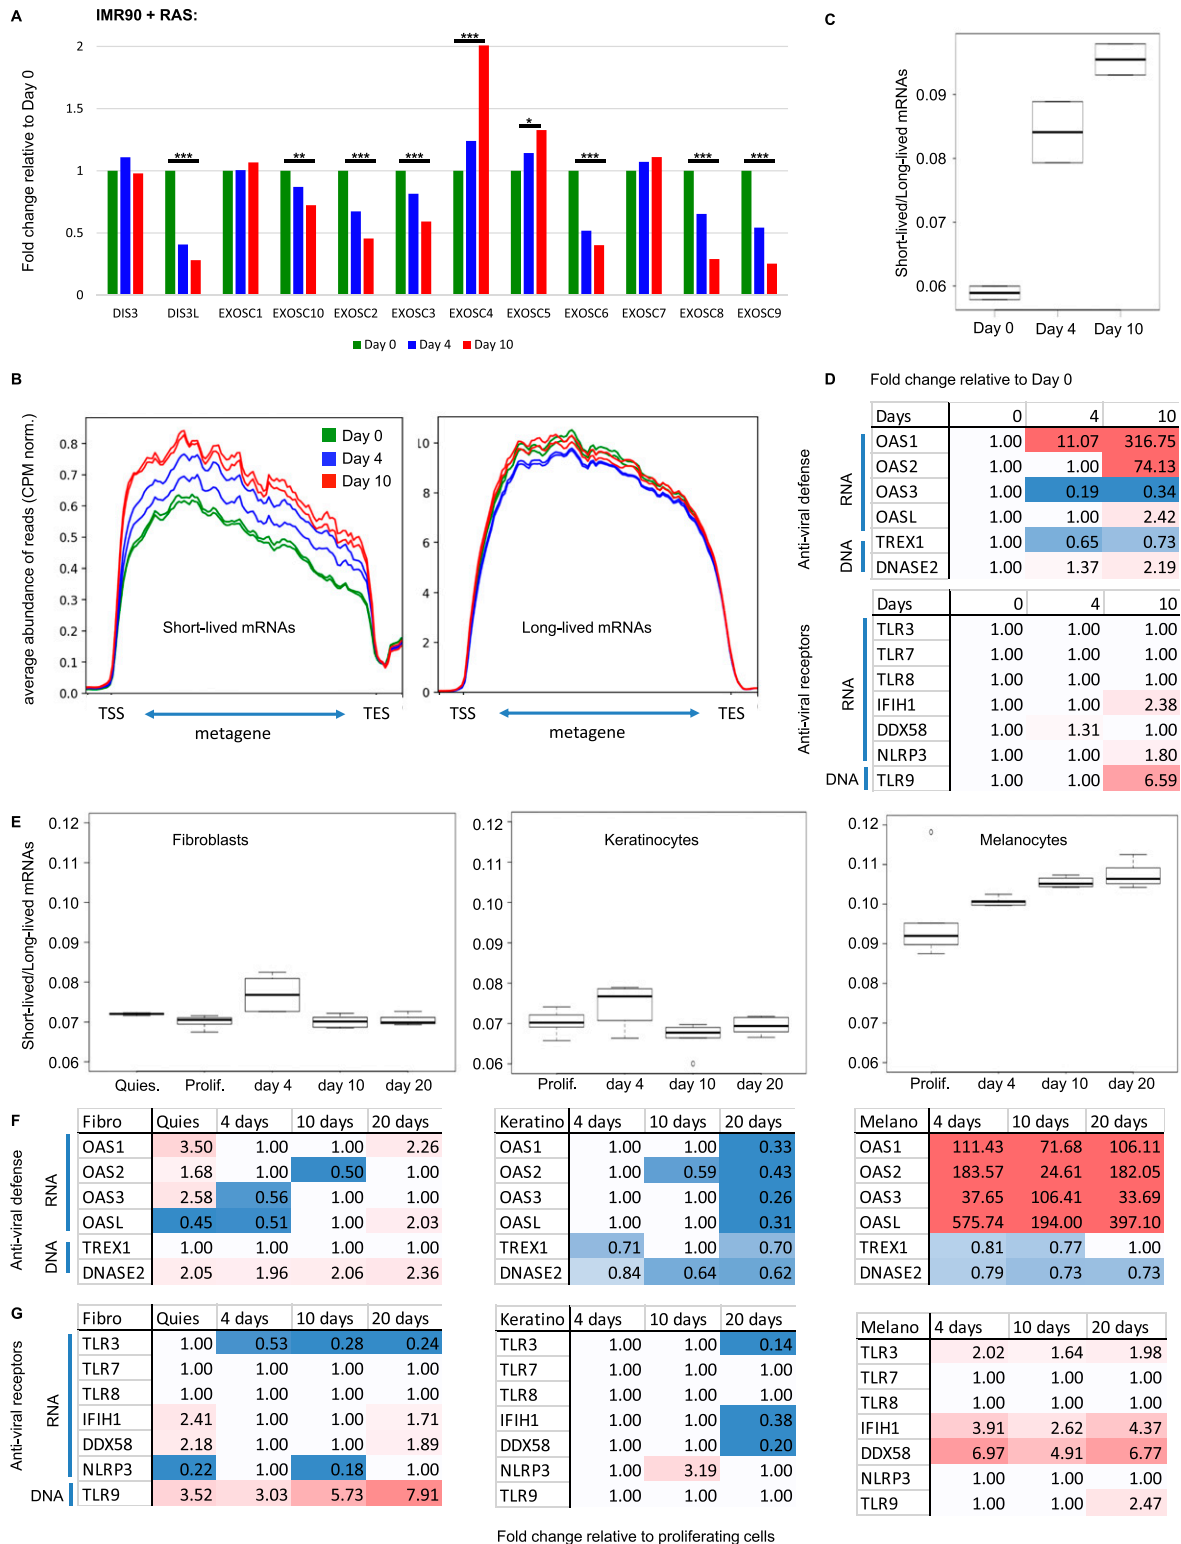 A
IMR90 + RAS:
Fold change relative to Day 0
2
1.5
1
0.5
0
***
**
***
***
***
*
***
***
***
DIS3 DIS3L EXOSC1 EXOSC10 EXOSC2 EXOSC3 EXOSC4 EXOSC5 EXOSC6 EXOSC7 EXOSC8 EXOSC9
Day 0 Day 4 Day 10
B
average abundance of reads (CPM norm.)
0.8
0.7
0.6
0.5
0.4
0.3
0.2
0.1
0.0
Day 0
Day 4
Day 10
Short-lived mRNAs
TSS TES
metagene
10
8
6
4
2
0
Long-lived mRNAs
TSS TES
metagene
C
Short-lived/Long-lived mRNAs
0.09
0.08
0.07
0.06
Day 0 Day 4 Day 10
D
Fold change relative to Day 0
Anti-viral defense
RNA
DNA
Days 0 4 10
OAS1 1.00 11.07 316.75
OAS2 1.00 1.00 74.13
OAS3 1.00 0.19 0.34
OASL 1.00 1.00 2.42
TREX1 1.00 0.65 0.73
DNASE2 1.00 1.37 2.19
Anti-viral receptors
RNA
DNA
Days 0 4 10
TLR3 1.00 1.00 1.00
TLR7 1.00 1.00 1.00
TLR8 1.00 1.00 1.00
IFIH1 1.00 1.00 2.38
DDX58 1.00 1.31 1.00
NLRP3 1.00 1.00 1.80
TLR9 1.00 1.00 6.59
E
Short-lived/Long-lived mRNAs
0.12
0.11
0.10
0.09
0.08
0.07
0.06
Fibroblasts
Quies. Prolif. day 4 day 10 day 20
0.12
0.11
0.10
0.09
0.08
0.07
0.06
Keratinocytes
Prolif. day 4 day 10 day 20
0.12
0.11
0.10
0.09
0.08
0.07
0.06
Melanocytes
Prolif. day 4 day 10 day 20
F
Anti-viral defense
RNA
DNA
Fibro Quies 4 days 10 days 20 days
OAS1 3.50 1.00 1.00 2.26
OAS2 1.68 1.00 0.50 1.00
OAS3 2.58 0.56 1.00 1.00
OASL 0.45 0.51 1.00 2.03
TREX1 1.00 1.00 1.00 1.00
DNASE2 2.05 1.96 2.06 2.36
Keratino 4 days 10 days 20 days
OAS1 1.00 1.00 0.33
OAS2 1.00 0.59 0.43
OAS3 1.00 1.00 0.26
OASL 1.00 1.00 0.31
TREX1 0.71 1.00 0.70
DNASE2 0.84 0.64 0.62
Melano 4 days 10 days 20 days
OAS1 111.43 71.68 106.11
OAS2 183.57 24.61 182.05
OAS3 37.65 106.41 33.69
OASL 575.74 194.00 397.10
TREX1 0.81 0.77 1.00
DNASE2 0.79 0.73 0.73
G
Anti-viral receptors
RNA
DNA
Fibro Quies 4 days 10 days 20 days
TLR3 1.00 0.53 0.28 0.24
TLR7 1.00 1.00 1.00 1.00
TLR8 1.00 1.00 1.00 1.00
IFIH1 2.41 1.00 1.00 1.71
DDX58 2.18 1.00 1.00 1.89
NLRP3 0.22 1.00 0.18 1.00
TLR9 3.52 3.03 5.73 7.91
Keratino 4 days 10 days 20 days
TLR3 1.00 1.00 0.14
TLR7 1.00 1.00 1.00
TLR8 1.00 1.00 1.00
IFIH1 1.00 1.00 0.38
DDX58 1.00 1.00 0.20
NLRP3 1.00 3.19 1.00
TLR9 1.00 1.00 1.00
Melano 4 days 10 days 20 days
TLR3 2.02 1.64 1.98
TLR7 1.00 1.00 1.00
TLR8 1.00 1.00 1.00
IFIH1 3.91 2.62 4.37
DDX58 6.97 4.91 6.77
NLRP3 1.00 1.00 1.00
TLR9 1.00 1.00 2.47
Fold change relative to proliferating cells